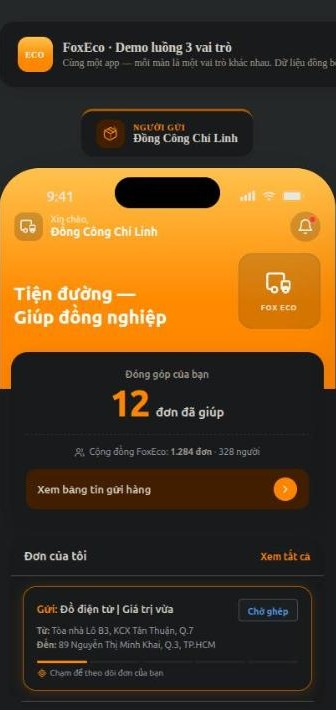 ECO
FoxEco · Demo luồng 3 vai trò
Cùng một app — mỗi màn là một vai trò khác nhau. Dữ liệu đồng
NGƯỜI GỬI
Đồng Công Chí Linh
9:41
Xin chào,
Đồng Công Chí Linh
Tiện đường —
Giúp đồng nghiệp
FOX ECO
Đóng góp của bạn
12 đơn đã giúp
Cộng đồng FoxEco: 1.284 đơn · 328 người
Xem bảng tin gửi hàng
Đơn của tôi
Xem tất cả
Gửi: Đồ điện tử | Giá trị vừa
Chờ ghép
Từ: Tòa nhà Lô B3, KCX Tân Thuận, Q.7
Đến: 89 Nguyễn Thị Minh Khai, Q.3, TP.HCM
Chạm để theo dõi đơn của bạn